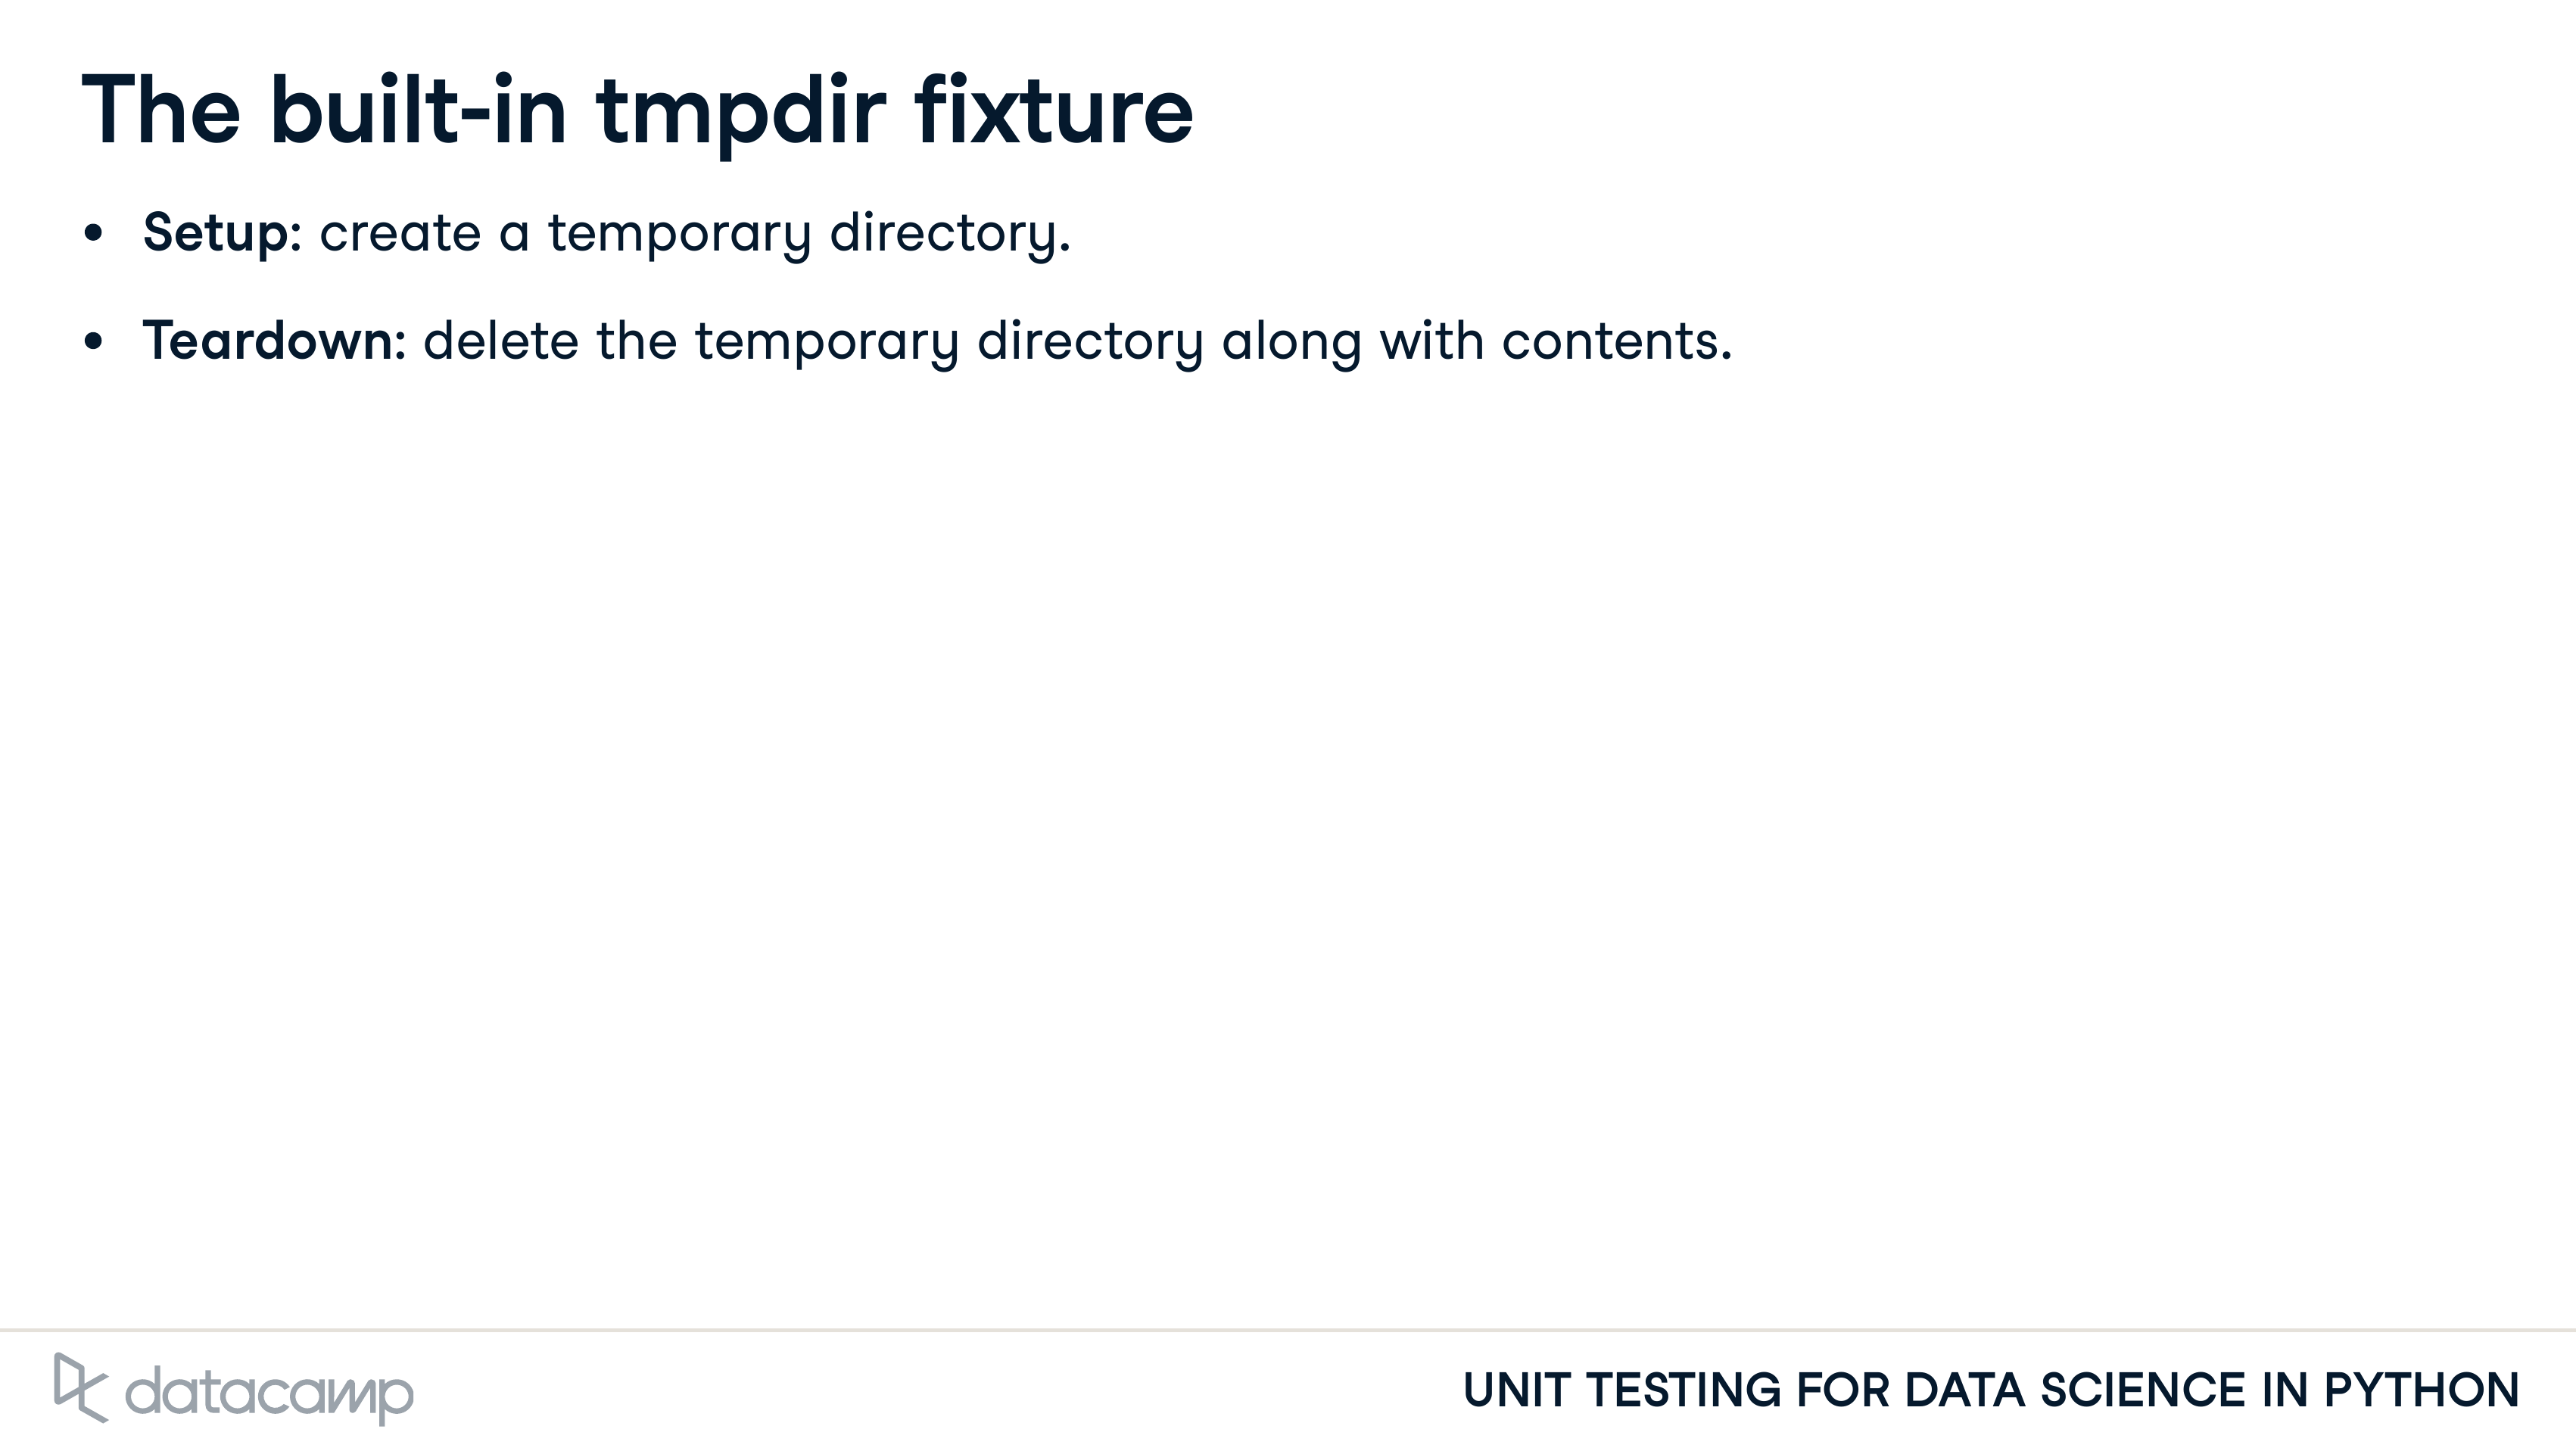 The built-in tmpdir fixture
• Setup: create a temporary directory.
• Teardown: delete the temporary directory along with contents.
datacamp
UNIT TESTING FOR DATA SCIENCE IN PYTHON